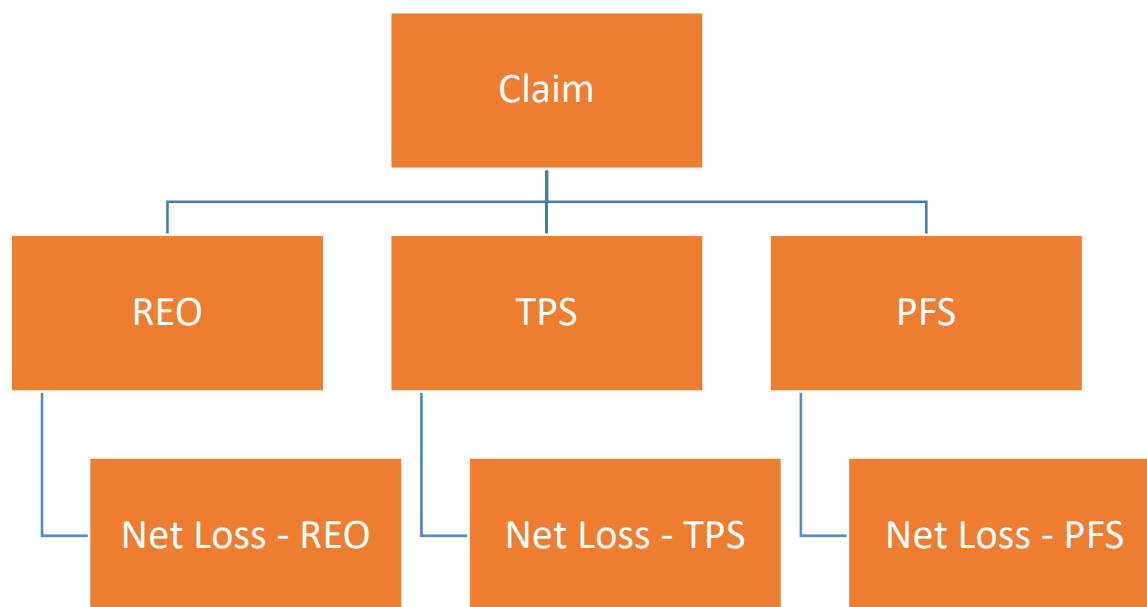 Claim
REO
TPS
PFS
Net Loss - REO
Net Loss - TPS
Net Loss - PFS